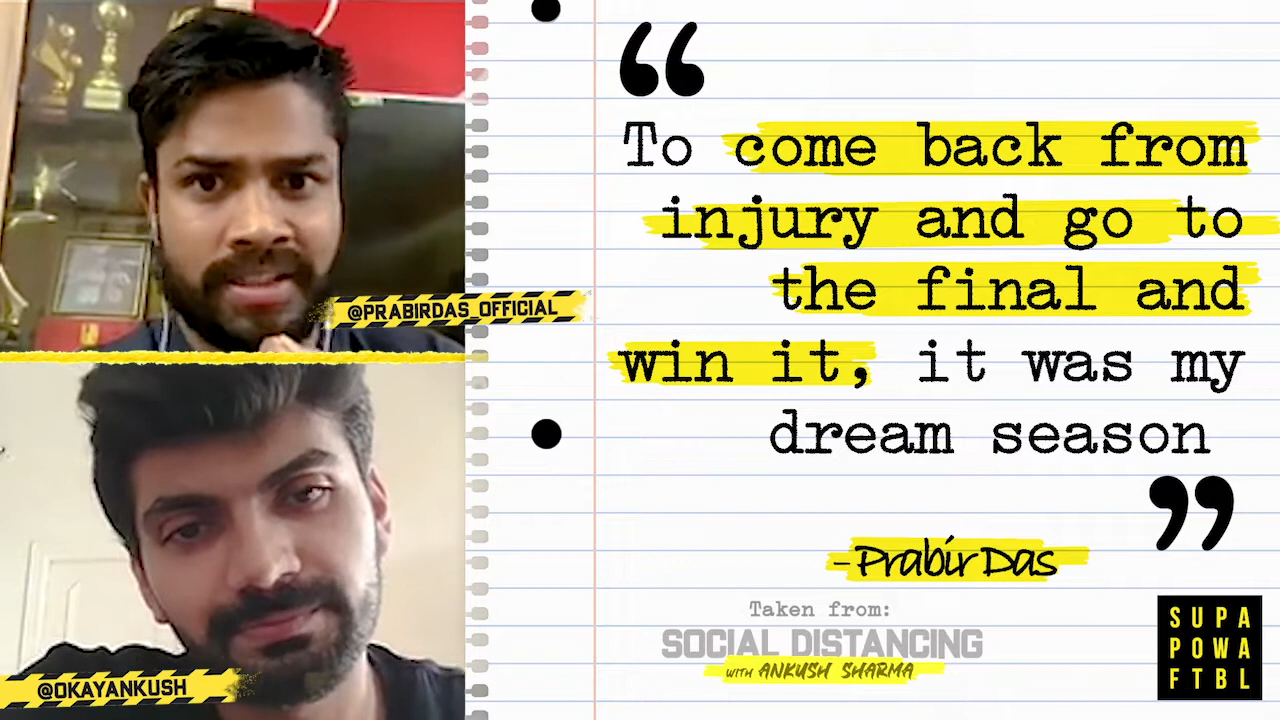 @PRABIRDAS_OFFICIAL
@OKAYANKUSH
“
To come back from
injury and go to
the final and
win it, it was my
dream season
”
-Prabir Das
Taken from:
SOCIAL DISTANCING
WITH ANKUSH SHARMA
SUPA
POWA
FTBL